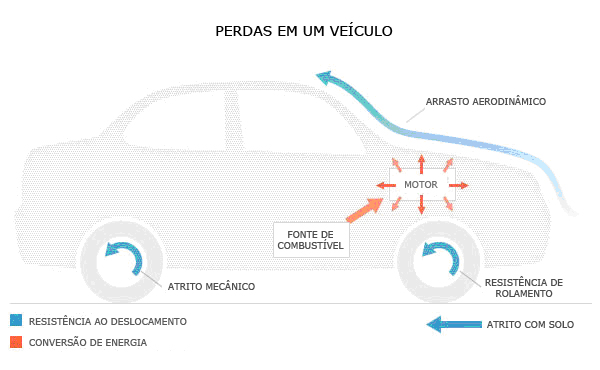 PERDAS EM UM VEÍCULO
ARRASTO AERODINÂMICO
MOTOR
FONTE DE
COMBUSTÍVEL
ATRITO MECÂNICO
RESISTÊNCIA DE
ROLAMENTO
RESISTÊNCIA AO DESLOCAMENTO
ATRITO COM SOLO
CONVERSÃO DE ENERGIA